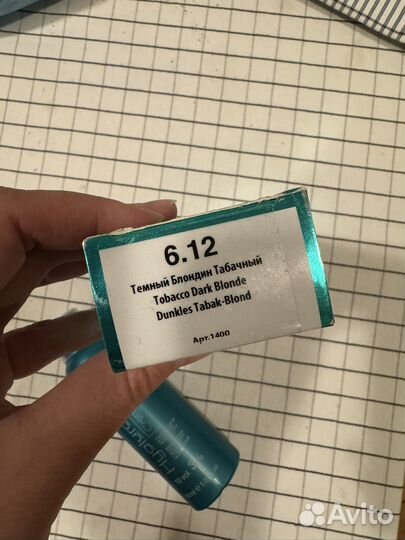 6.12
Темный Блондин Табачный
Tobacco Dark Blonde
Dunkles Tabak-Blond
Арт.1400
Avito